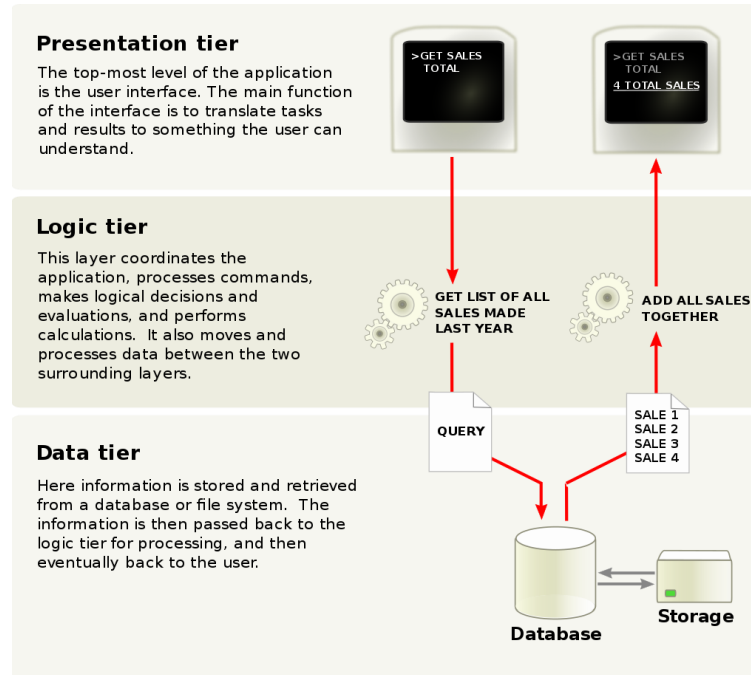 Presentation tier
The top-most level of the application
is the user interface. The main function
of the interface is to translate tasks
and results to something the user can
understand.
>GET SALES
TOTAL
>GET SALES
TOTAL
4 TOTAL SALES
Logic tier
This layer coordinates the
application, processes commands,
makes logical decisions and
evaluations, and performs
calculations.  It also moves and
processes data between the two
surrounding layers.
GET LIST OF ALL
SALES MADE
LAST YEAR
ADD ALL SALES
TOGETHER
QUERY
SALE 1
SALE 2
SALE 3
SALE 4
Data tier
Here information is stored and retrieved
from a database or file system.  The
information is then passed back to the
logic tier for processing, and then
eventually back to the user.
Database
Storage